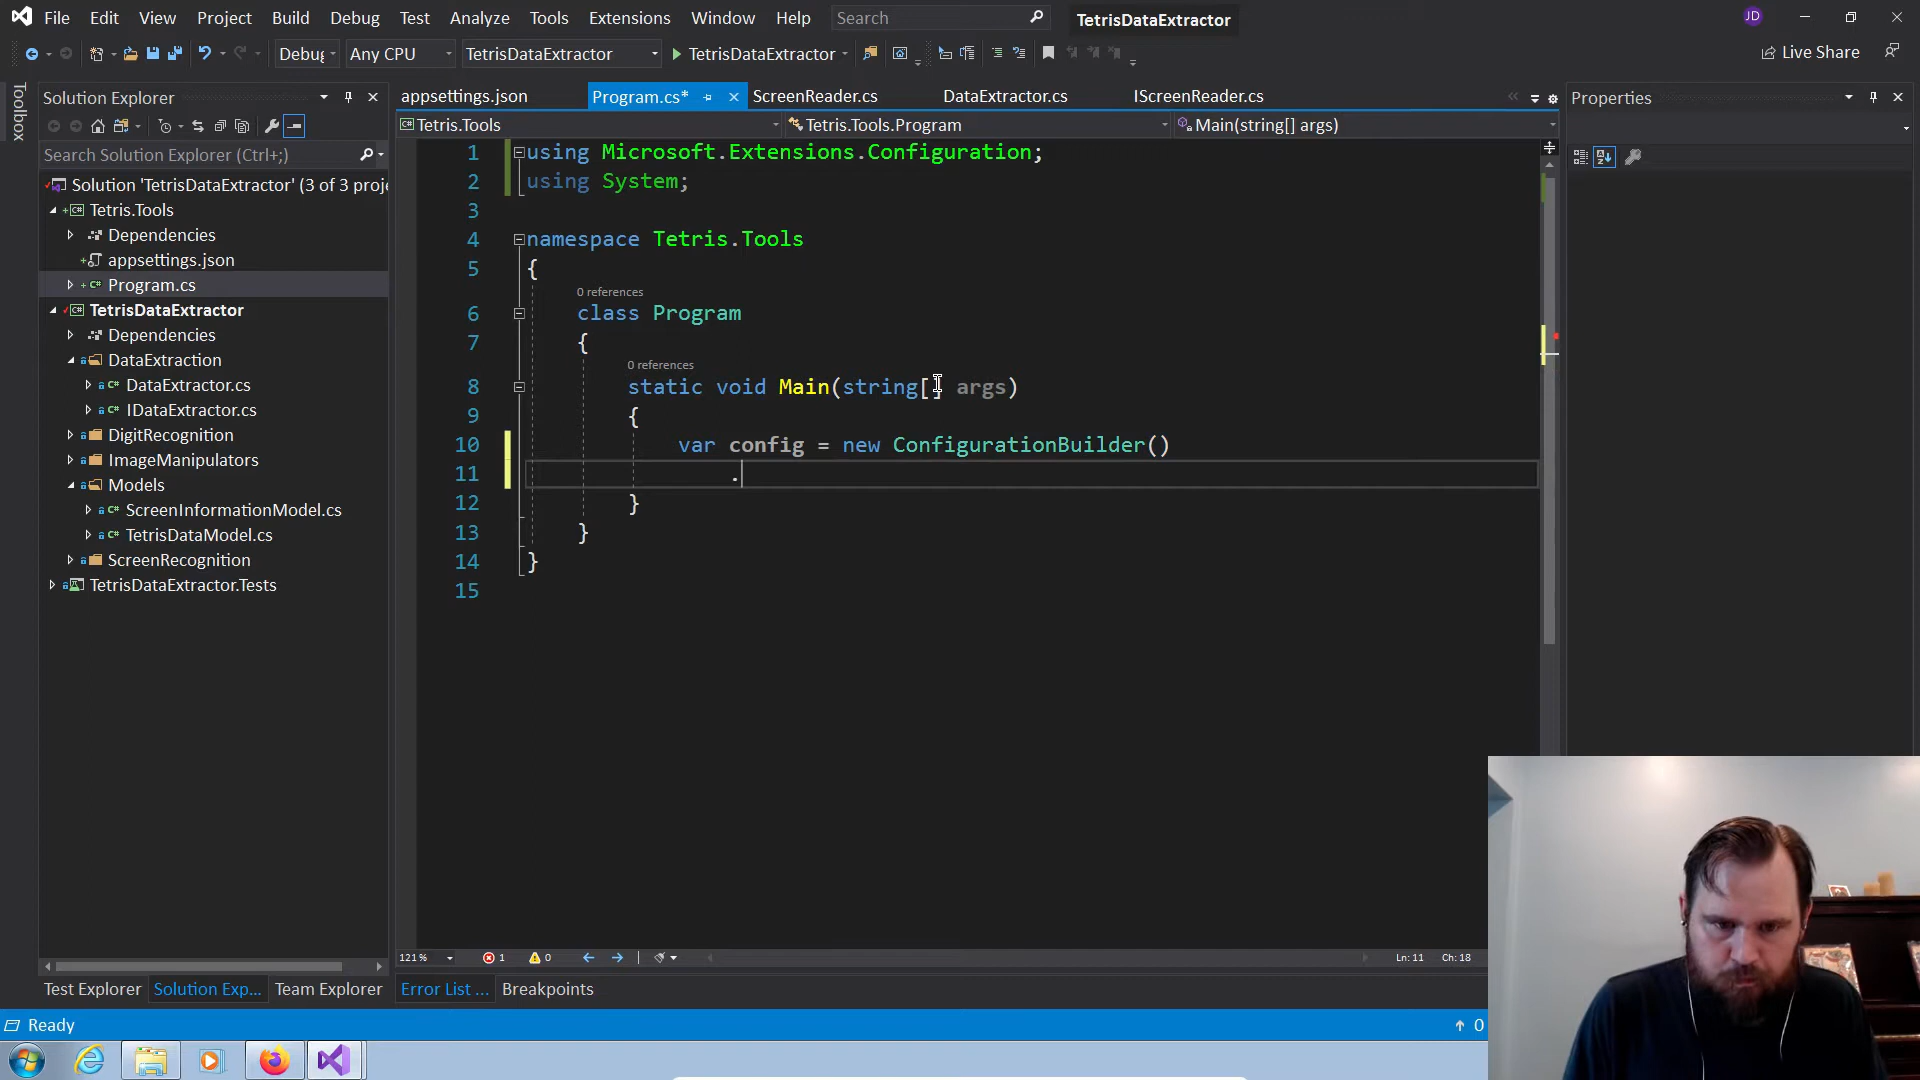 File Edit View Project Build Debug Test Analyze Tools Extensions Window Help Search TetrisDataExtractor JD
Debug Any CPU TetrisDataExtractor TetrisDataExtractor Live Share
Toolbox
Solution Explorer
Search Solution Explorer (Ctrl+;)
Solution 'TetrisDataExtractor' (3 of 3 proje
Tetris.Tools
Dependencies
appsettings.json
Program.cs
TetrisDataExtractor
Dependencies
DataExtraction
DataExtractor.cs
IDataExtractor.cs
DigitRecognition
ImageManipulators
Models
ScreenInformationModel.cs
TetrisDataModel.cs
ScreenRecognition
TetrisDataExtractor.Tests
appsettings.json Program.cs* ScreenReader.cs DataExtractor.cs IScreenReader.cs
Tetris.Tools Tetris.Tools.Program Main(string[] args)
1 using Microsoft.Extensions.Configuration;
2 using System;
3
4 namespace Tetris.Tools
5 {
0 references
6 class Program
7 {
0 references
8 static void Main(string[] args)
9 {
10 var config = new ConfigurationBuilder()
11 .
12 }
13 }
14 }
15
Properties
121 % 1 0 Ln: 11 Ch: 18
Test Explorer Solution Exp... Team Explorer Error List ... Breakpoints
Ready 0